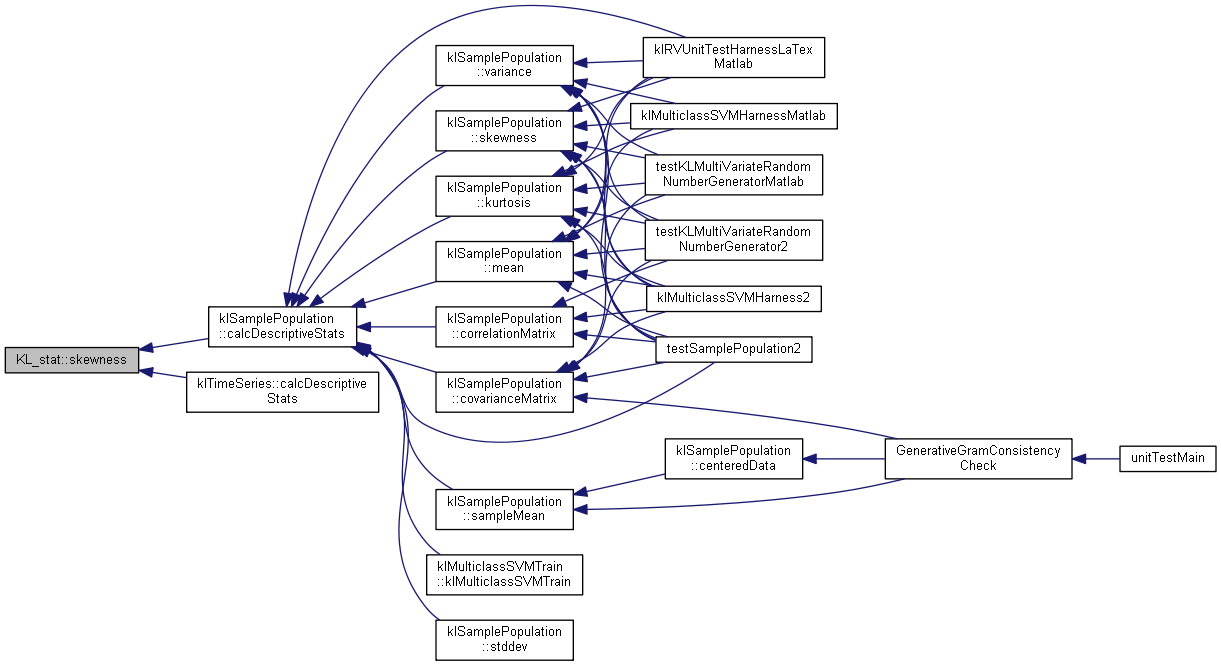 KL_stat::skewness
klSamplePopulation
::calcDescriptiveStats
klTimeSeries::calcDescriptive
Stats
klSamplePopulation
::variance
klSamplePopulation
::skewness
klSamplePopulation
::kurtosis
klSamplePopulation
::mean
klSamplePopulation
::correlationMatrix
klSamplePopulation
::covarianceMatrix
klSamplePopulation
::sampleMean
klMulticlassSVMTrain
::klMulticlassSVMTrain
klSamplePopulation
::stddev
klRVUnitTestHarnessLaTex
Matlab
klMulticlassSVMHarnessMatlab
testKLMultiVariateRandom
NumberGeneratorMatlab
testKLMultiVariateRandom
NumberGenerator2
klMulticlassSVMHarness2
testSamplePopulation2
klSamplePopulation
::centeredData
GenerativeGramConsistency
Check
unitTestMain